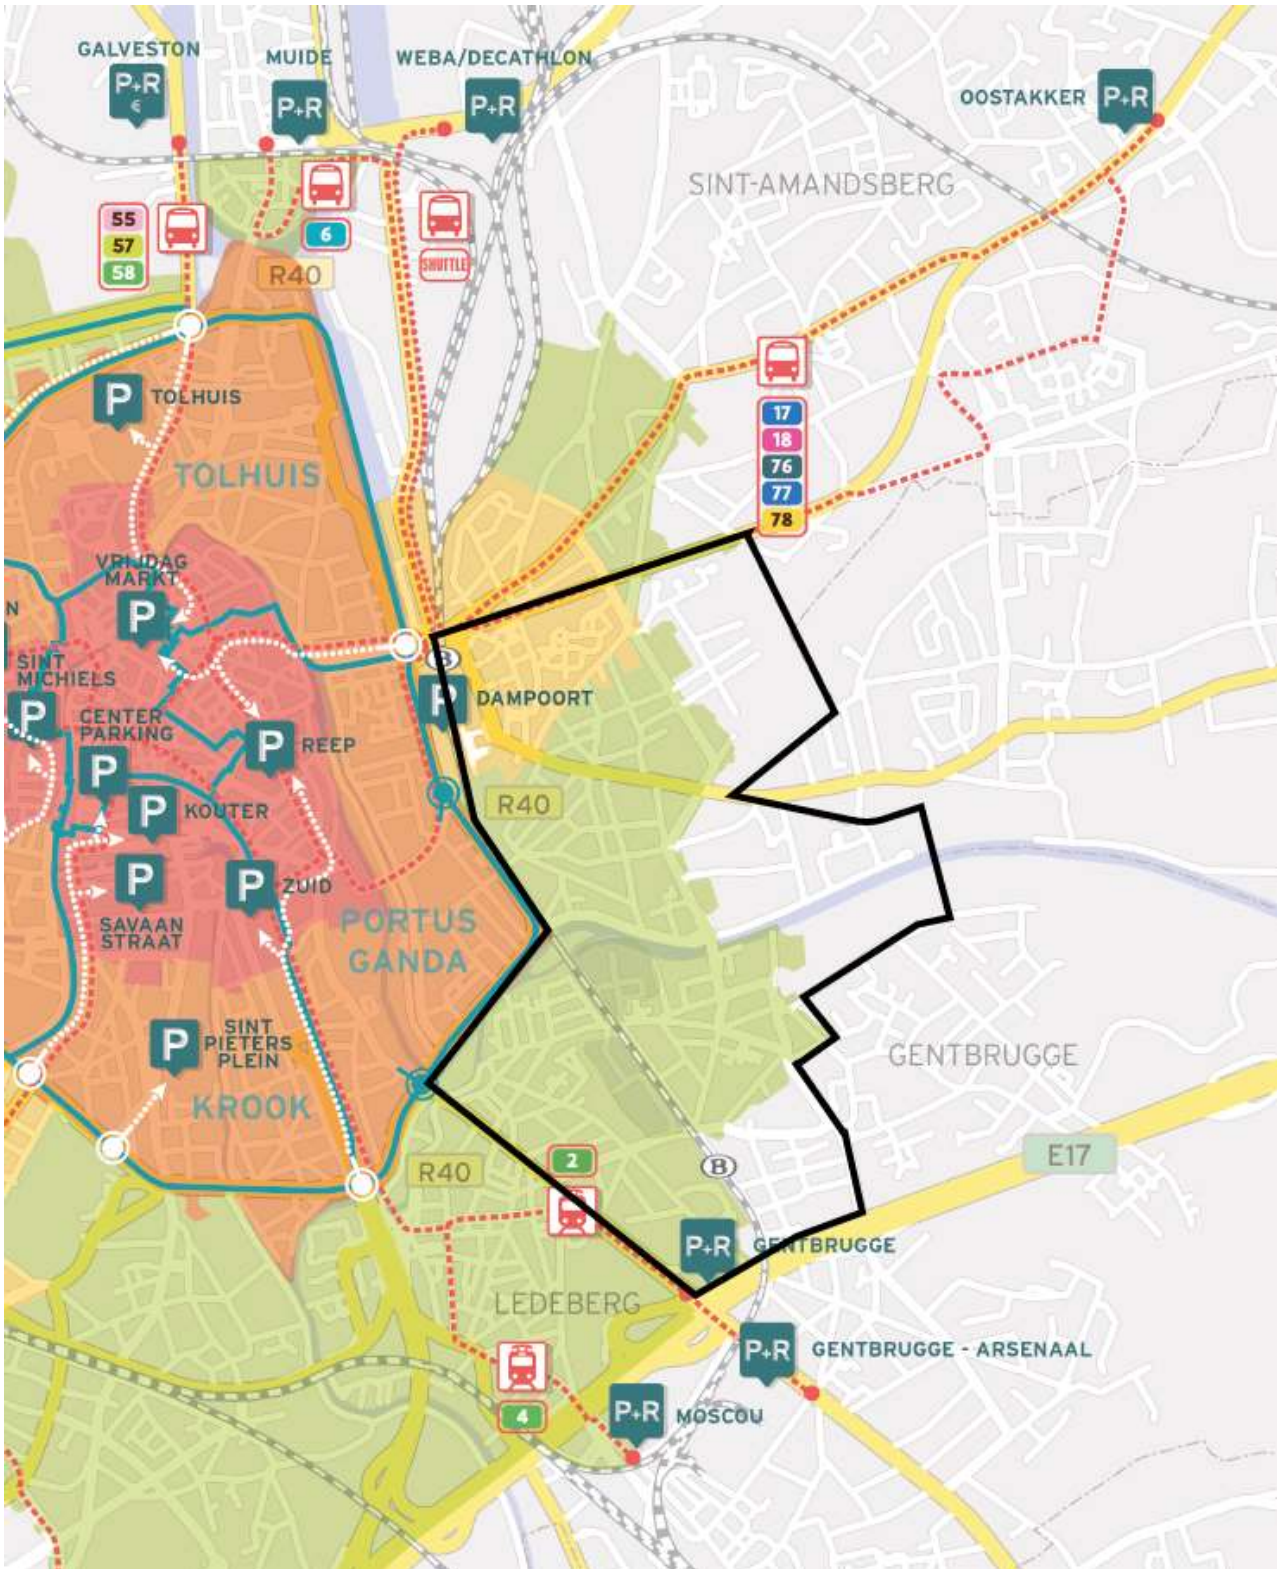 GALVESTON
P+R
€
MUIDE
P+R
WEBA/DECATHLON
P+R
OOSTAKKER
P+R
SINT-AMANDSBERG
55
57
58
6
SHUTTLE
R40
P
TOLHUIS
TOLHUIS
17
18
76
77
78
VRIJDAG
MARKT
P
N
SINT
MICHIELS
P
CENTER
PARKING
P
B
P
DAMPOORT
P
REEP
P
KOUTER
R40
P
SAVAAN
STRAAT
P
ZUID
PORTUS
GANDA
P
SINT
PIETERS
PLEIN
KROOK
GENTBRUGGE
E17
R40
2
B
P+R
GENTBRUGGE
LEDEBERG
P+R
GENTBRUGGE - ARSENAAL
4
P+R
MOSCOU